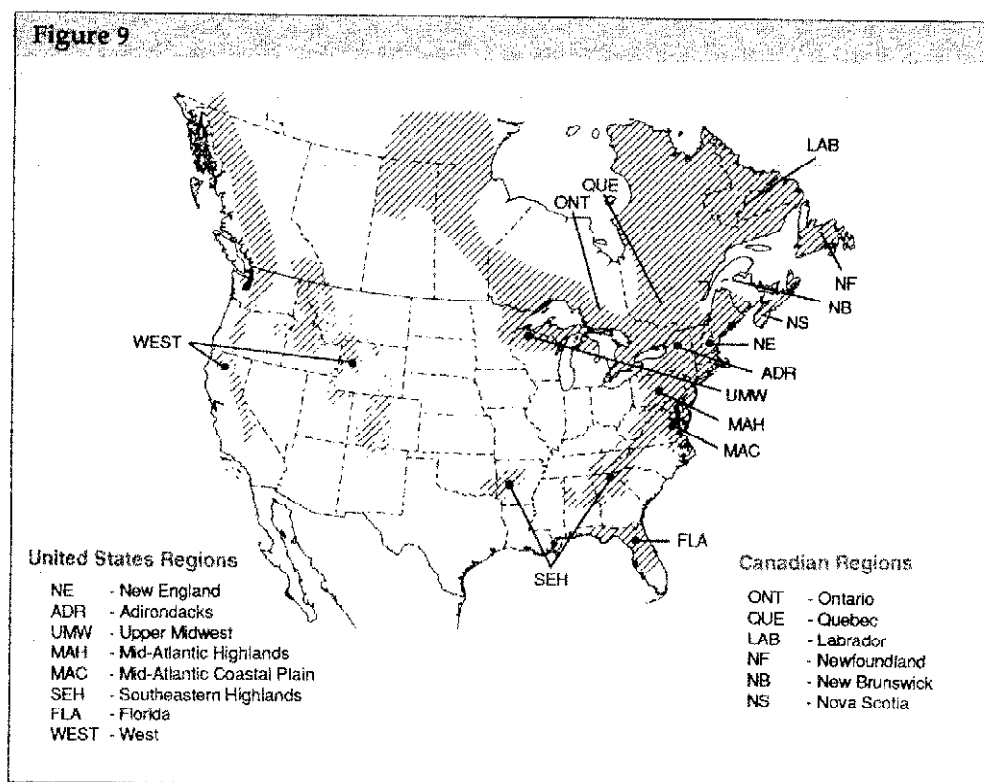 Figure 9
LAB
QUE
ONT
NF
NB
NS
WEST
NE
ADR
UMW
MAH
MAC
FLA
SEH
United States Regions
NE - New England
ADR - Adirondacks
UMW - Upper Midwest
MAH - Mid-Atlantic Highlands
MAC - Mid-Atlantic Coastal Plain
SEH - Southeastern Highlands
FLA - Florida
WEST - West
Canadian Regions
ONT - Ontario
QUE - Quebec
LAB - Labrador
NF - Newfoundland
NB - New Brunswick
NS - Nova Scotia